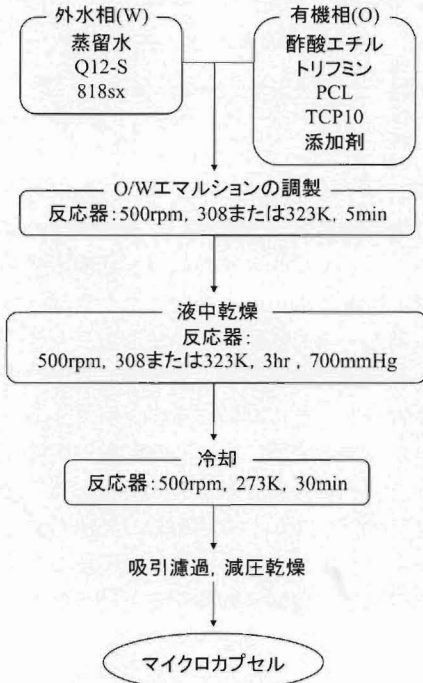 外水相(W)
蒸留水
Q12-S
818sx
有機相(O)
酢酸エチル
トリフミン
PCL
TCP10
添加剤
O/Wエマルションの調製
反応器:500rpm, 308または323K, 5min
液中乾燥
反応器:
500rpm, 308または323K, 3hr , 700mmHg
冷却
反応器:500rpm, 273K, 30min
吸引濾過, 減圧乾燥
マイクロカプセル